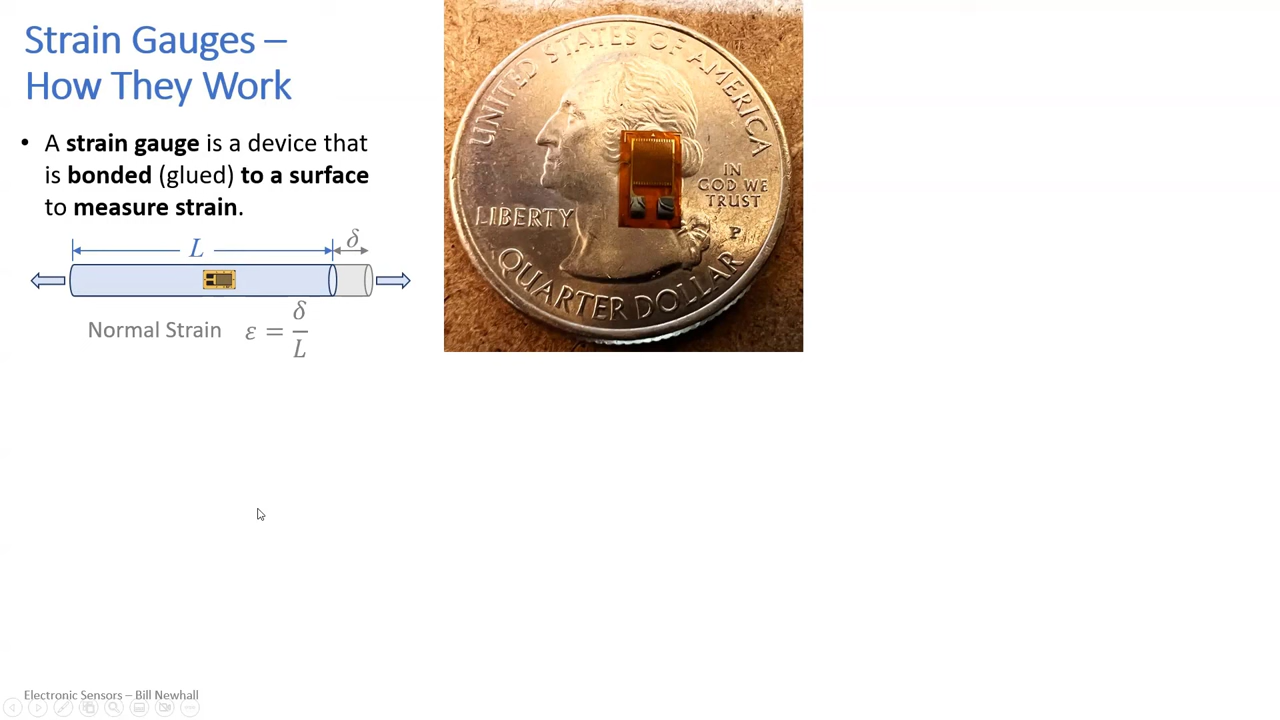 Strain Gauges –
How They Work
• A strain gauge is a device that
is bonded (glued) to a surface
to measure strain.
L
δ
Normal Strain ε = δ/L
UNITED STATES OF AMERICA
IN
GOD WE
TRUST
LIBERTY
P
QUARTER DOLLAR
Electronic Sensors – Bill Newhall